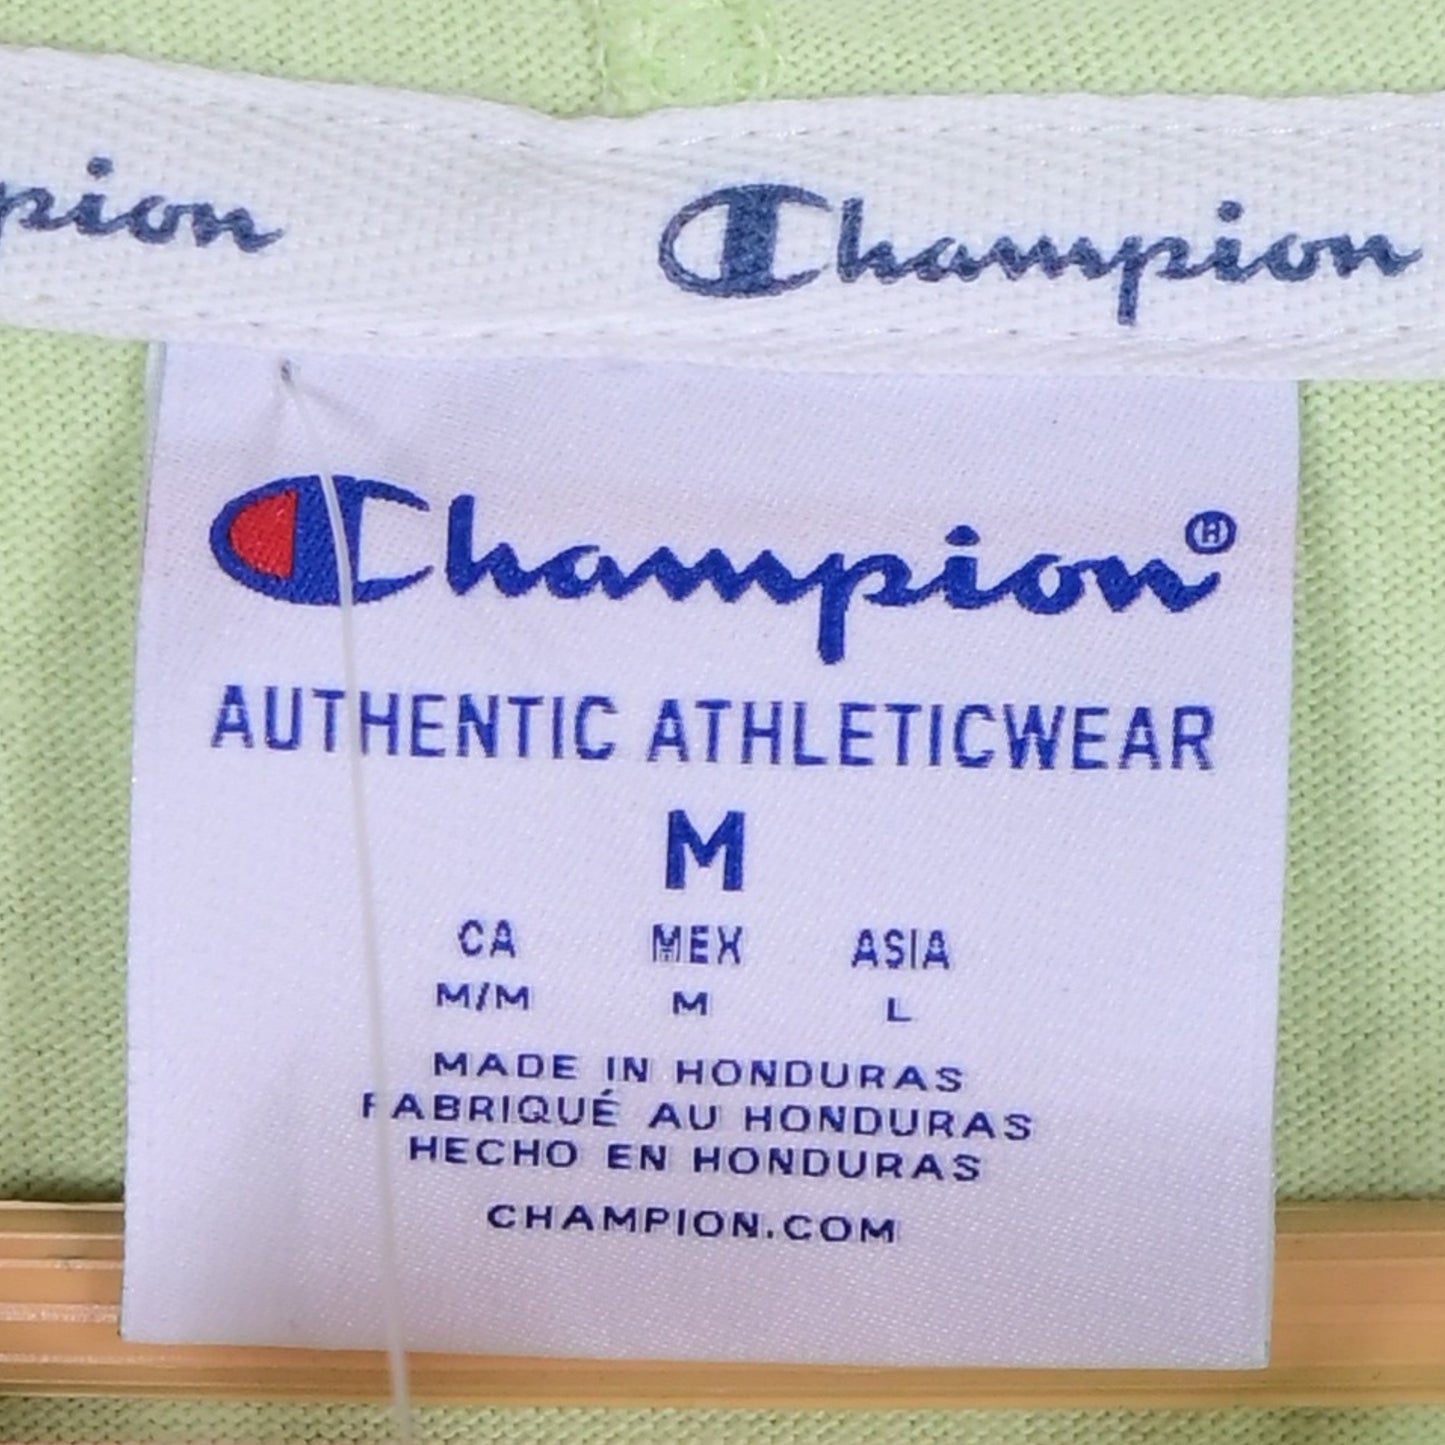 pion Champion
Champion®
AUTHENTIC ATHLETICWEAR
M
CA MEX ASIA
M/M M L
MADE IN HONDURAS
FABRIQUÉ AU HONDURAS
HECHO EN HONDURAS
CHAMPION.COM